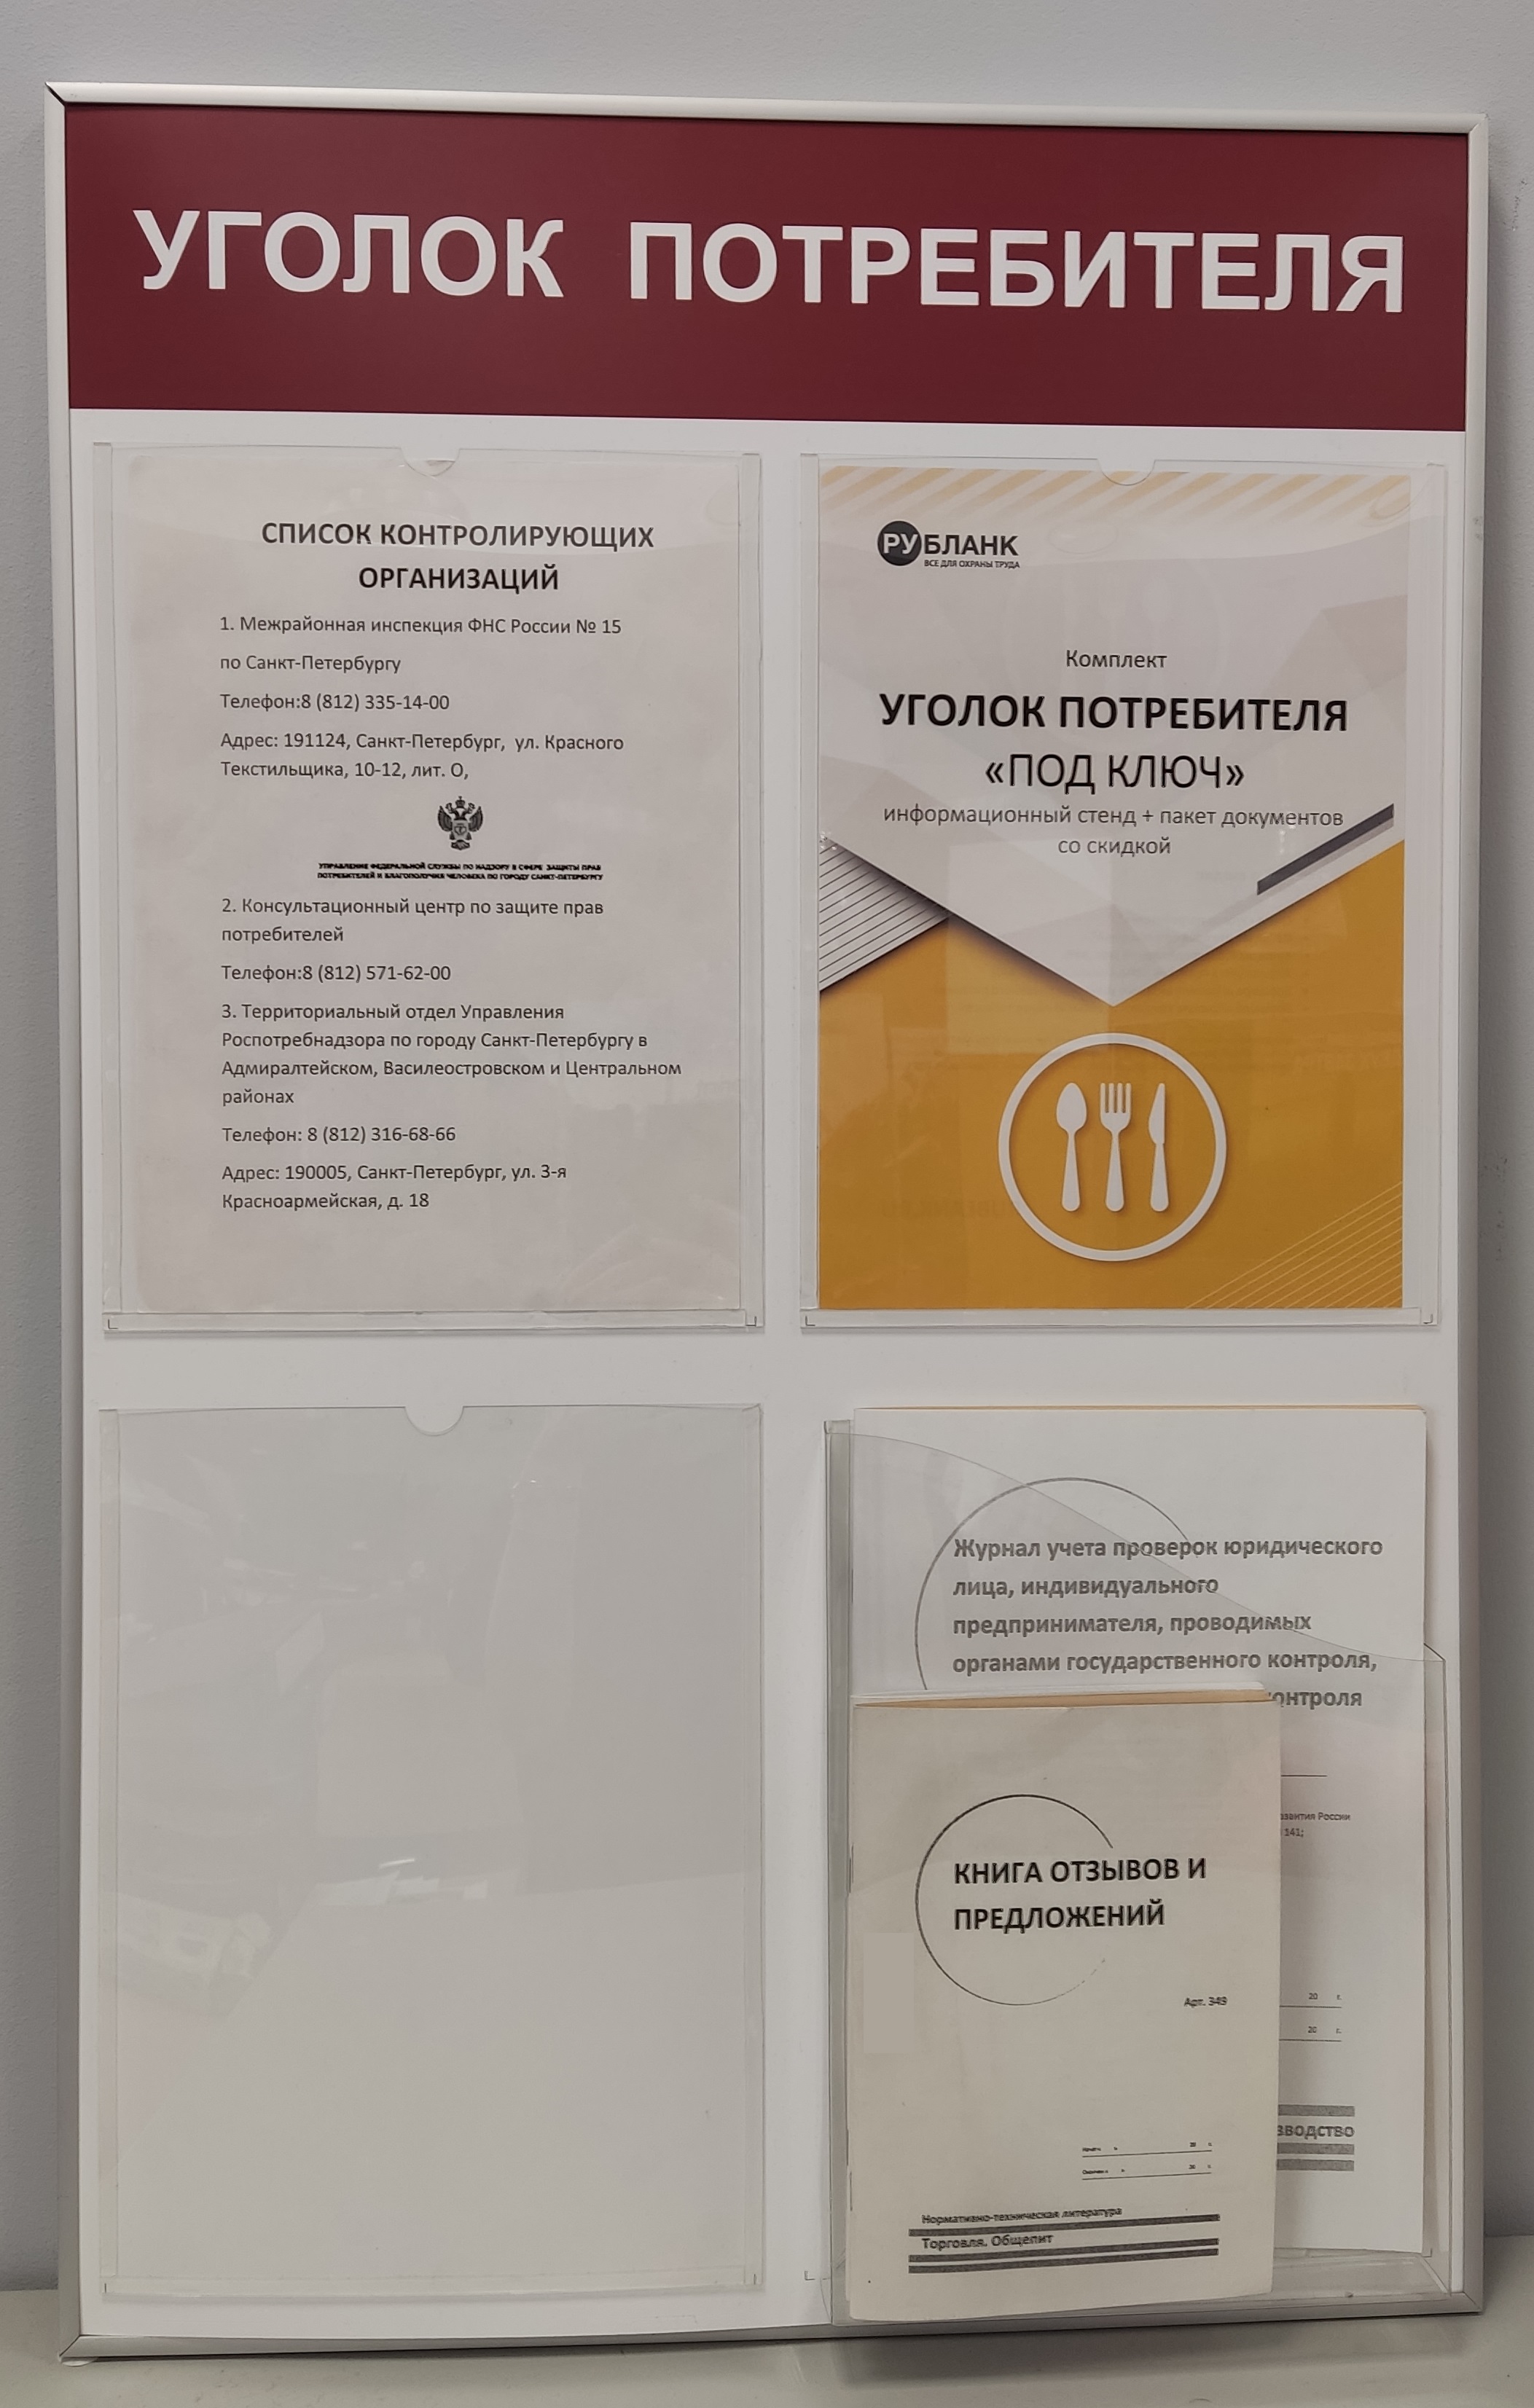 УГОЛОК ПОТРЕБИТЕЛЯ
СПИСОК КОНТРОЛИРУЮЩИХ
ОРГАНИЗАЦИЙ
1. Межрайонная инспекция ФНС России № 15
по Санкт-Петербургу
Телефон:8 (812) 335-14-00
Адрес: 191124, Санкт-Петербург, ул. Красного
Текстильщика, 10-12, лит. О,
УПРАВЛЕНИЕ ФЕДЕРАЛЬНОЙ СЛУЖБЫ ПО НАДЗОРУ В СФЕРЕ ЗАЩИТЫ ПРАВ
ПОТРЕБИТЕЛЕЙ И БЛАГОПОЛУЧИЯ ЧЕЛОВЕКА ПО ГОРОДУ САНКТ-ПЕТЕРБУРГУ
2. Консультационный центр по защите прав
потребителей
Телефон:8 (812) 571-62-00
3. Территориальный отдел Управления
Роспотребнадзора по городу Санкт-Петербургу в
Адмиралтейском, Василеостровском и Центральном
районах
Телефон: 8 (812) 316-68-66
Адрес: 190005, Санкт-Петербург, ул. 3-я
Красноармейская, д. 18
РУБЛАНК
ВСЕ ДЛЯ ОХРАНЫ ТРУДА
Комплект
УГОЛОК ПОТРЕБИТЕЛЯ
«ПОД КЛЮЧ»
информационный стенд + пакет документов
со скидкой
Журнал учета проверок юридического
лица, индивидуального
предпринимателя, проводимых
органами государственного контроля,
контроля
азвития России
141;
20 г.
20 г.
зводство
КНИГА ОТЗЫВОВ И
ПРЕДЛОЖЕНИЙ
Арт. 349
20 г.
20 г.
Нормативно-техническая литература
Торговля. Общепит